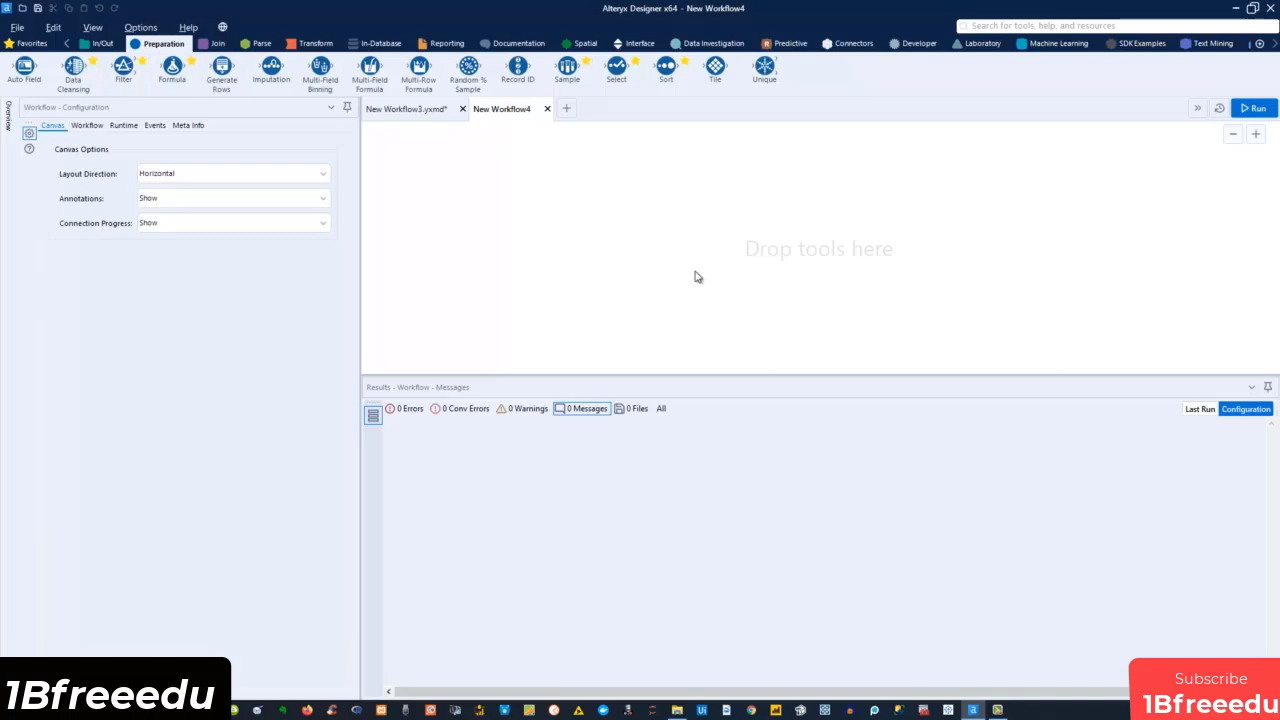 Alteryx Designer x64 - New Workflow4
File Edit View Options Help
Search for tools, help, and resources
Favorites In/Out Preparation Join Parse Transform In-Database Reporting Documentation Spatial Interface Data Investigation Predictive Connectors Developer Laboratory Machine Learning SDK Examples Text Mining
Auto Field Data Cleansing Filter Formula Generate Rows Imputation Multi-Field Binning Multi-Field Formula Multi-Row Formula Random % Sample Record ID Sample Select Sort Tile Unique
Overview
Workflow - Configuration
New Workflow3.yxmd* New Workflow4
Run
Canvas Workflow Runtime Events Meta Info
Canvas Options
Layout Direction: Horizontal
Annotations: Show
Connection Progress: Show
Drop tools here
Results - Workflow - Messages
0 Errors 0 Conv Errors 0 Warnings 0 Messages 0 Files All
Last Run Configuration
1Bfreeedu
Subscribe
1Bfreeedu